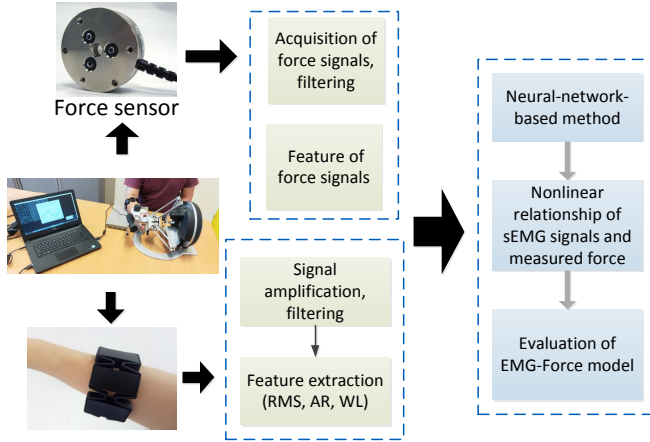 Force sensor
Acquisition of
force signals,
filtering
Feature of
force signals
Signal
amplification,
filtering
Feature extraction
(RMS, AR, WL)
Neural-network-
based method
Nonlinear
relationship of
sEMG signals and
measured force
Evaluation of
EMG-Force model